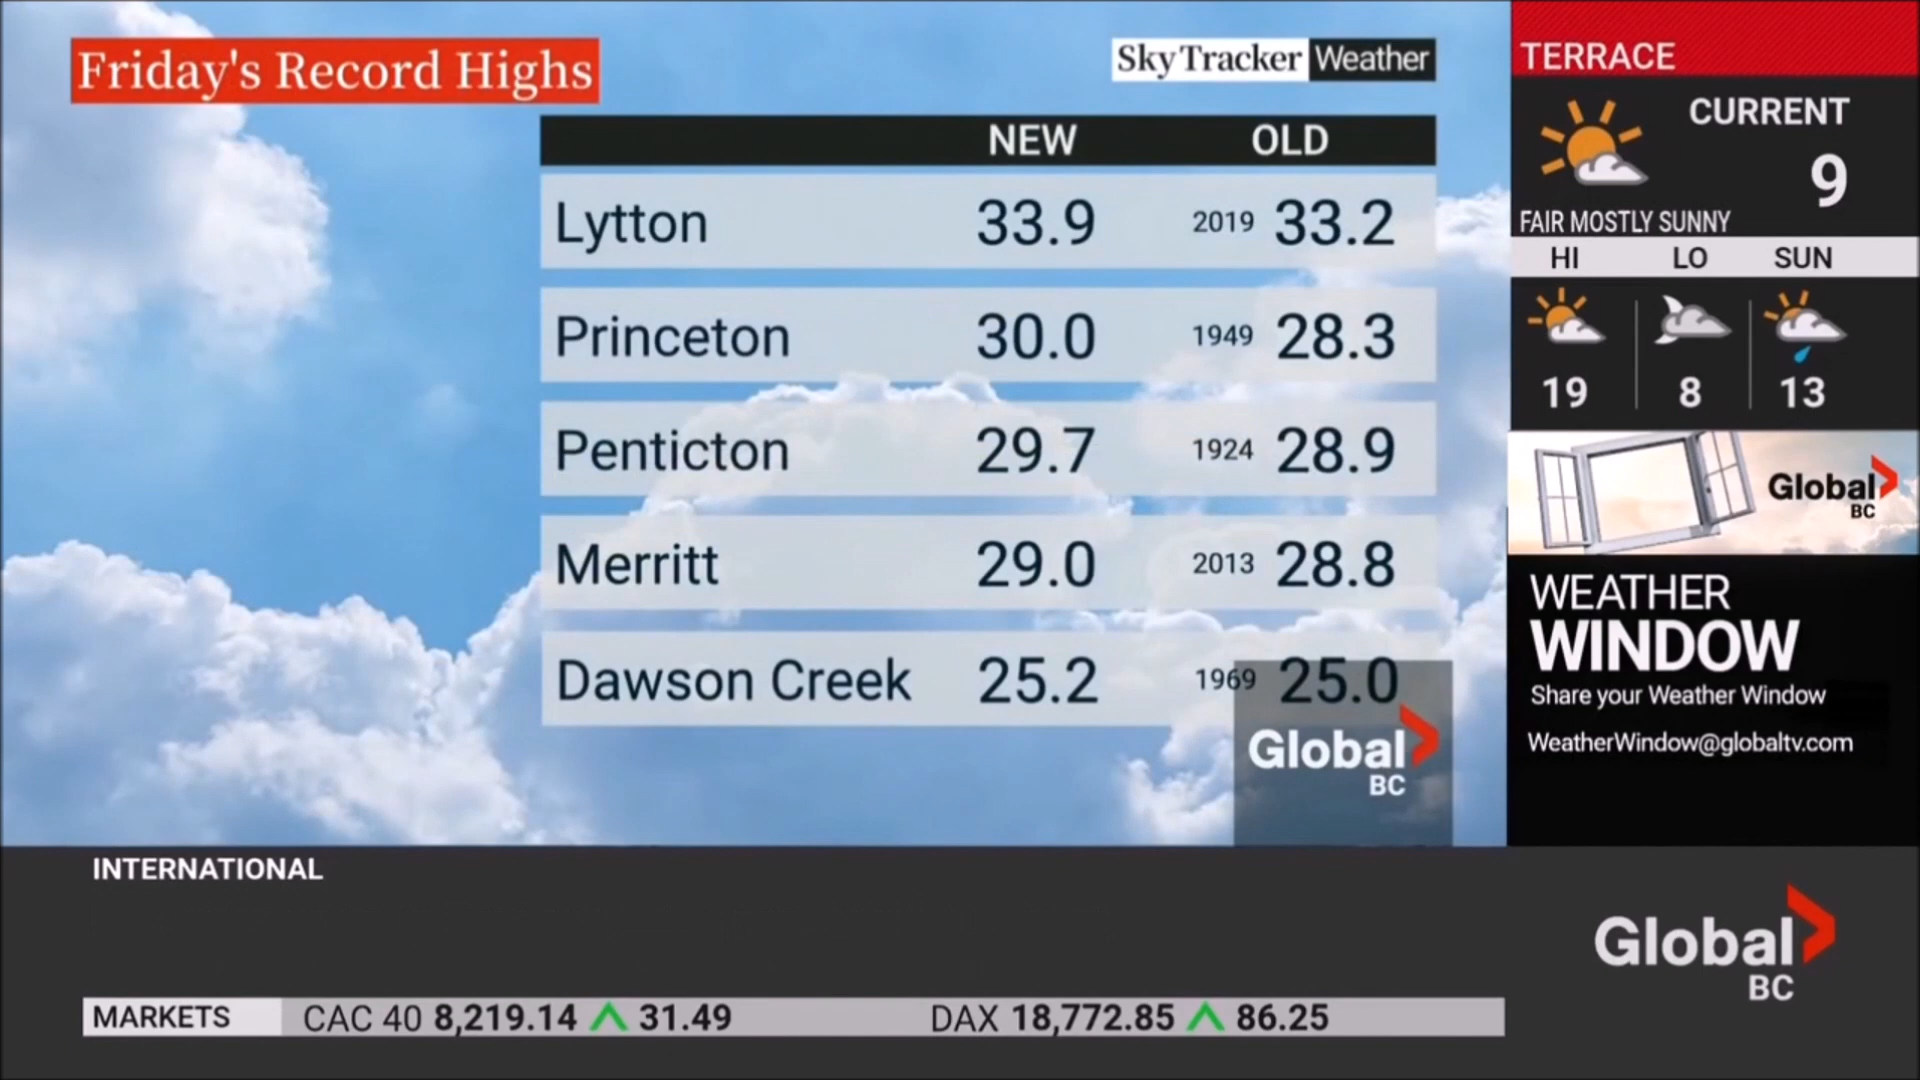 Friday's Record Highs
SkyTracker Weather
NEW OLD
Lytton 33.9 2019 33.2
Princeton 30.0 1949 28.3
Penticton 29.7 1924 28.9
Merritt 29.0 2013 28.8
Dawson Creek 25.2 1969 25.0
Global
BC
TERRACE
CURRENT
9
FAIR MOSTLY SUNNY
HI LO SUN
19 8 13
Global
BC
WEATHER
WINDOW
Share your Weather Window
WeatherWindow@globaltv.com
INTERNATIONAL
Global
BC
MARKETS CAC 40 8,219.14 31.49 DAX 18,772.85 86.25